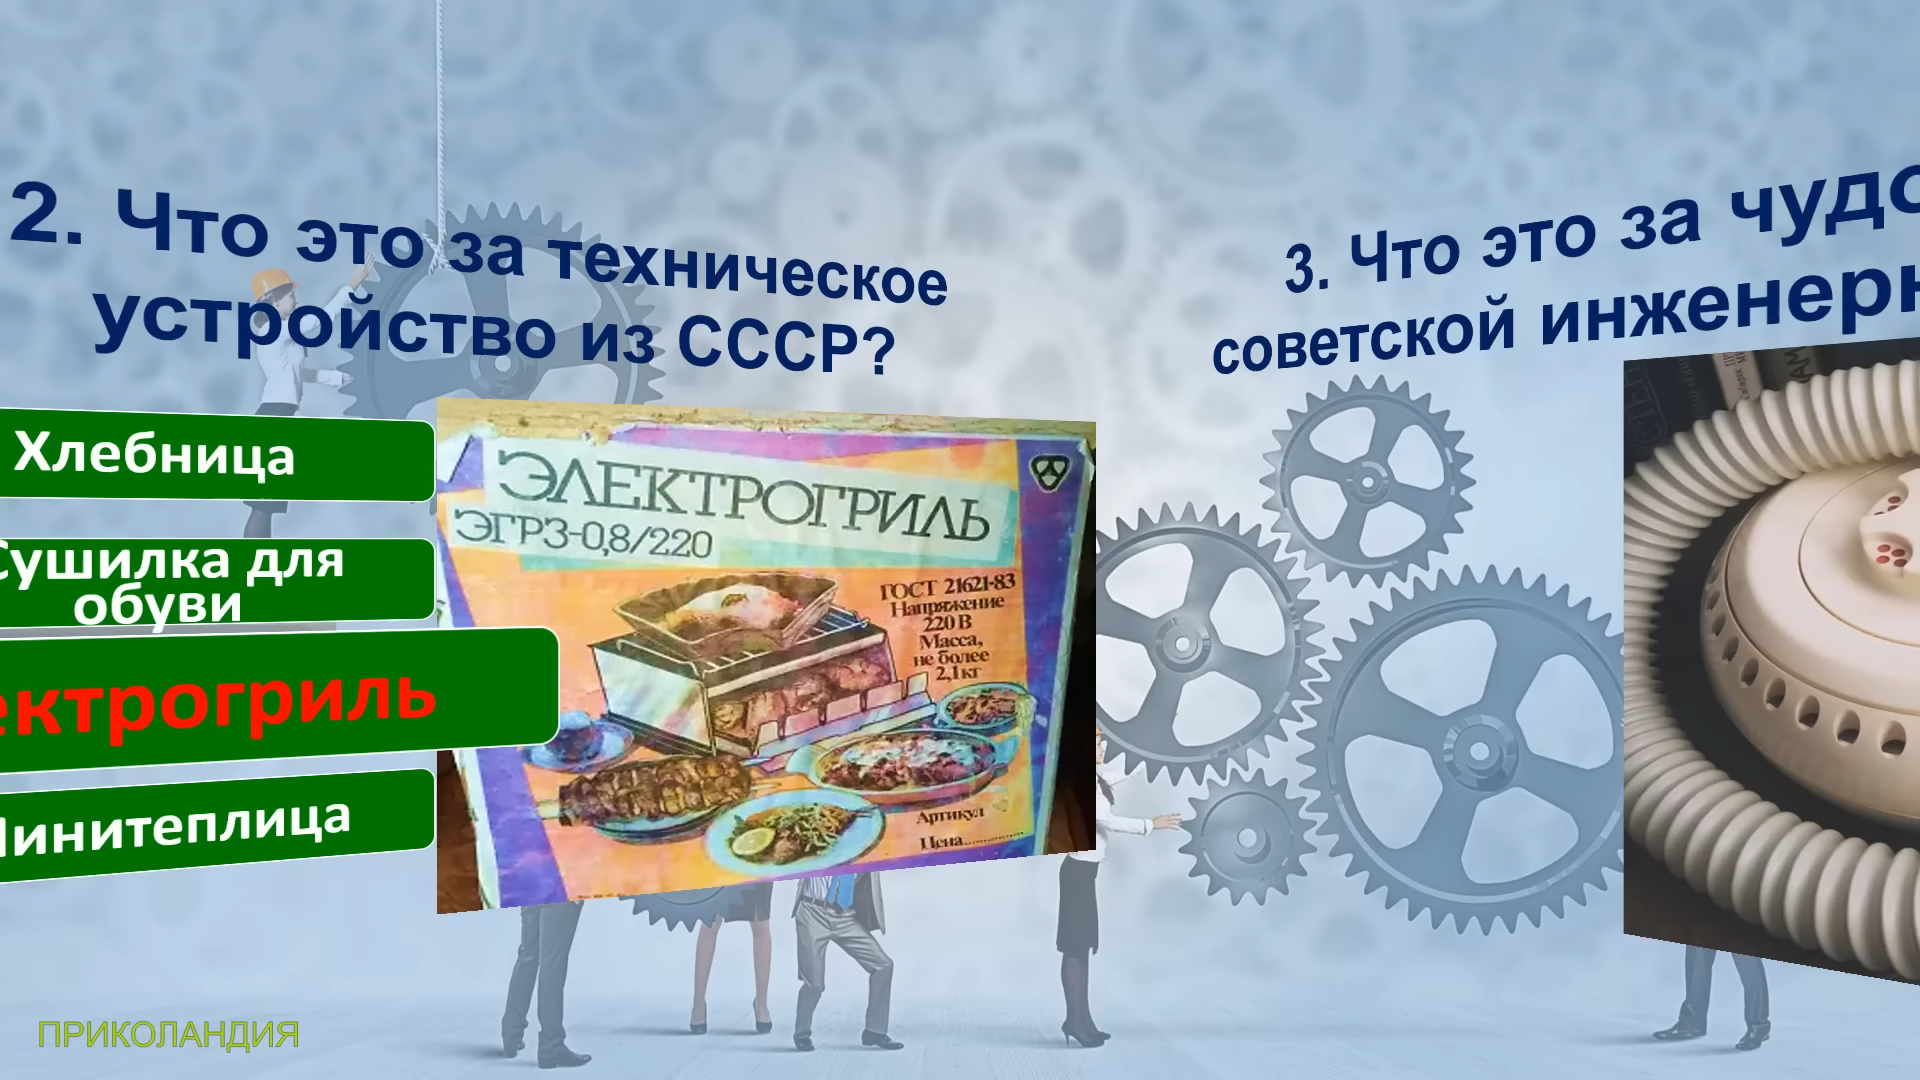 2. Что это за техническое
устройство из СССР?
Хлебница
Сушилка для
обуви
ектрогриль
инитеплица
ЭЛЕКТРОГРИЛЬ
ЭГРЗ-0,8/220
ГОСТ 21621-83
Напряжение
220 В
Масса,
не более
2,1 кг
Артикул
Цена............
3. Что это за чудо
советской инженерн
ПРИКОЛАНДИЯ